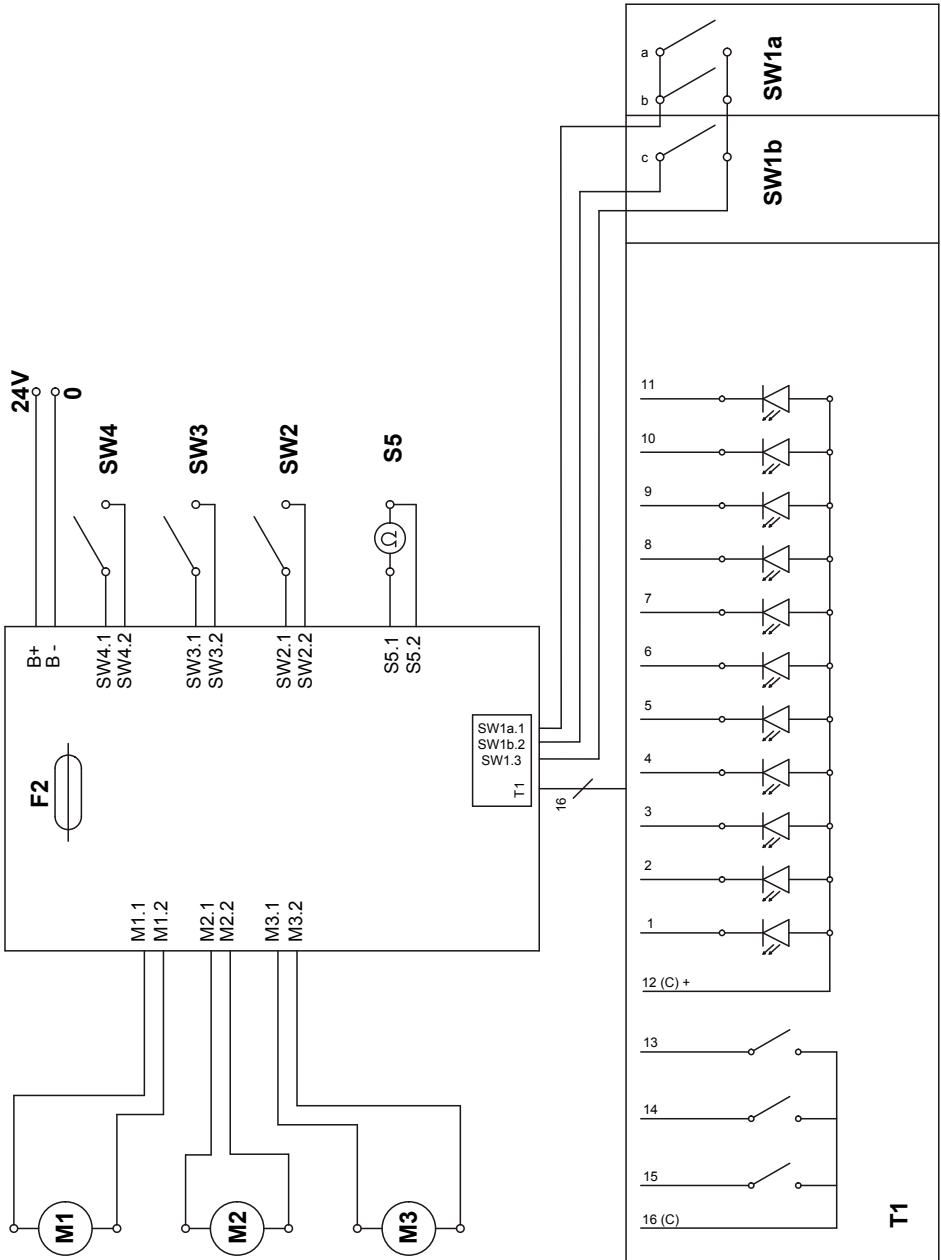 24V
0
SW4
SW3
SW2
S5
Ω
B+
B -
SW4.1
SW4.2
SW3.1
SW3.2
SW2.1
SW2.2
S5.1
S5.2
F2
M1.1
M1.2
M2.1
M2.2
M3.1
M3.2
SW1a.1
SW1b.2
SW1.3
T1
16
M1
M2
M3
a
b
c
SW1a
SW1b
11
10
9
8
7
6
5
4
3
2
1
12 (C) +
13
14
15
16 (C)
T1